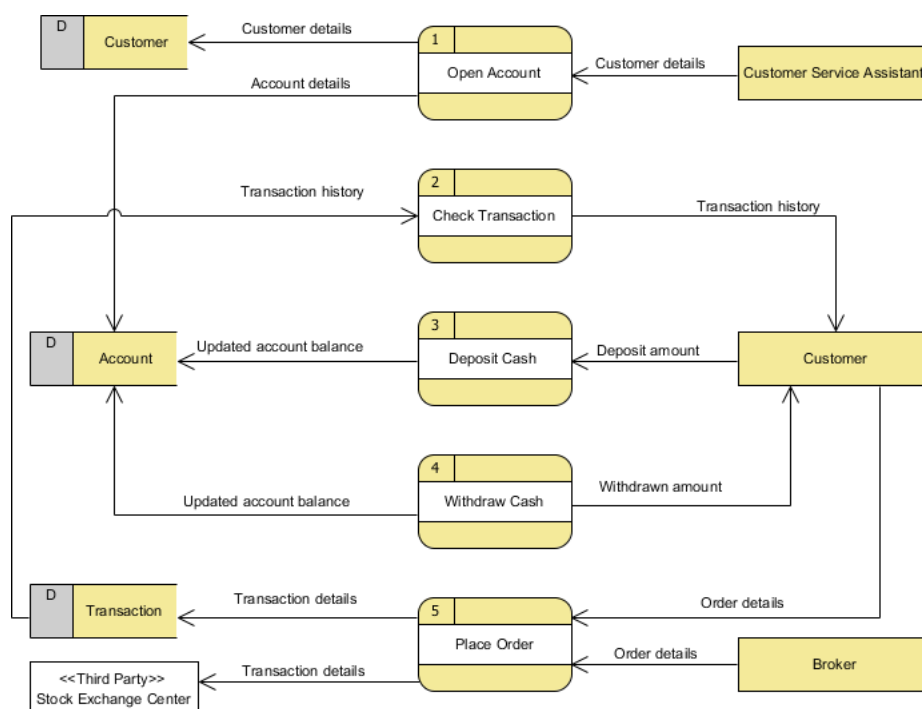 D
Customer
Customer details
1
Open Account
Customer details
Customer Service Assistant
Account details
2
Transaction history
Check Transaction
Transaction history
D
Account
Updated account balance
3
Deposit Cash
Deposit amount
Customer
4
Updated account balance
Withdraw Cash
Withdrawn amount
D
Transaction
Transaction details
5
Place Order
Order details
Order details
Broker
<<Third Party>>
Stock Exchange Center
Transaction details